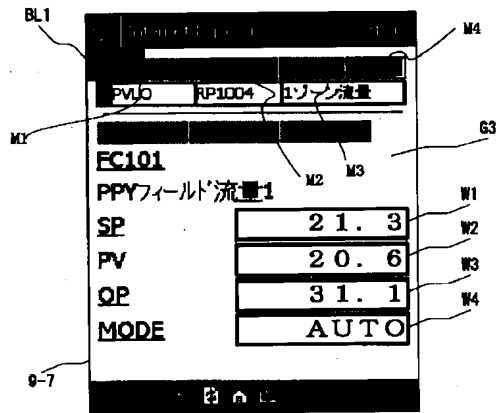 BL1
M4
PVLO RP1004 1ゾーン流量
M1
M2
M3
G3
FC101
PPYフィールド流量1
SP 21.3 W1
PV 20.6 W2
OP 31.1 W3
MODE AUTO W4
9-7